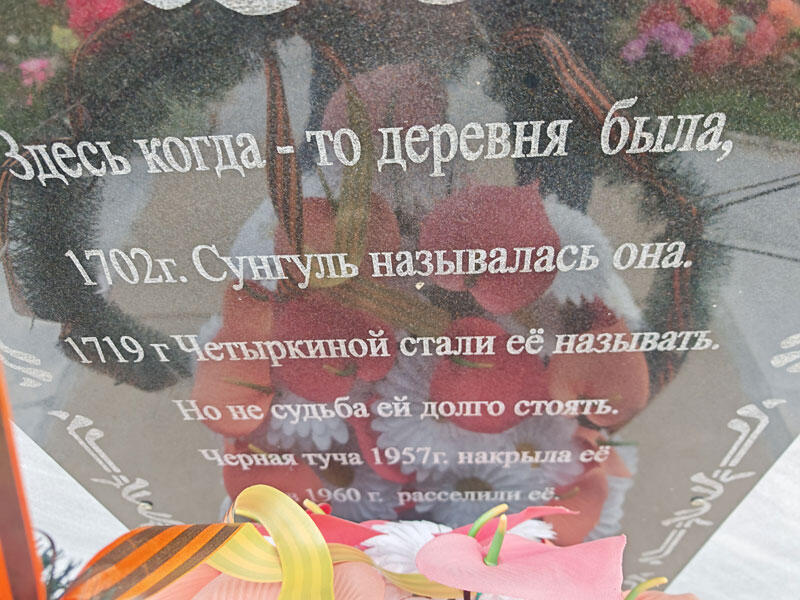 Здесь когда - то деревня была,
1702г. Сунгуль называлась она.
1719 г Четыркиной стали её называть.
Но не судьба ей долго стоять.
Черная туча 1957г. накрыла её
1960 г. расселили её.